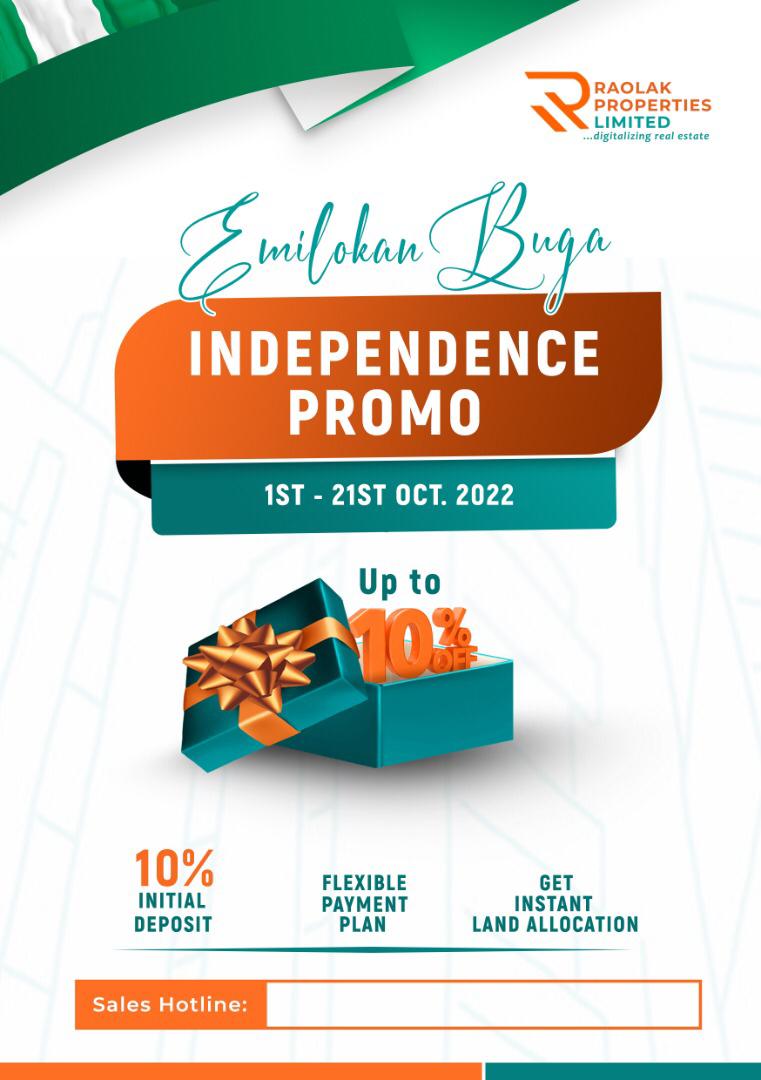 RAOLAK
PROPERTIES
LIMITED
...digitalizing real estate
Emilokan Buga
INDEPENDENCE
PROMO
1ST - 21ST OCT. 2022
Up to
10%
OFF
10%
INITIAL
DEPOSIT
FLEXIBLE
PAYMENT
PLAN
GET
INSTANT
LAND ALLOCATION
Sales Hotline: